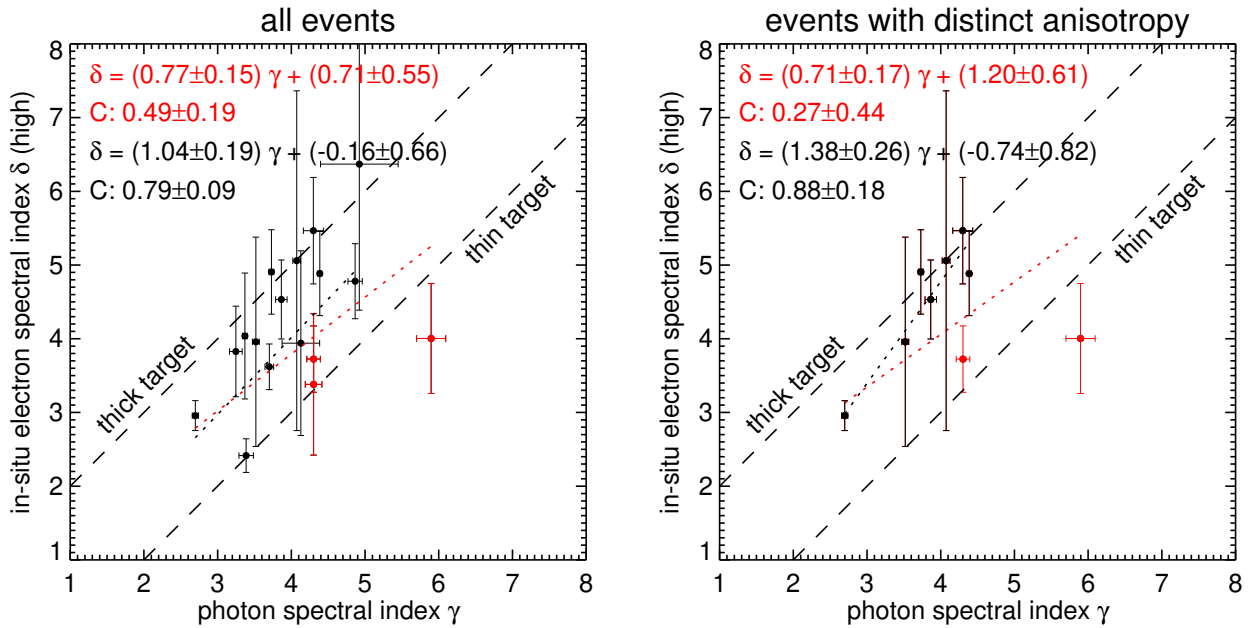 all events
δ = (0.77±0.15) γ + (0.71±0.55)
C: 0.49±0.19
δ = (1.04±0.19) γ + (-0.16±0.66)
C: 0.79±0.09
thick target
thin target
in-situ electron spectral index δ (high)
8
7
6
5
4
3
2
1
1 2 3 4 5 6 7 8
photon spectral index γ
events with distinct anisotropy
δ = (0.71±0.17) γ + (1.20±0.61)
C: 0.27±0.44
δ = (1.38±0.26) γ + (-0.74±0.82)
C: 0.88±0.18
thick target
thin target
in-situ electron spectral index δ (high)
8
7
6
5
4
3
2
1
1 2 3 4 5 6 7 8
photon spectral index γ